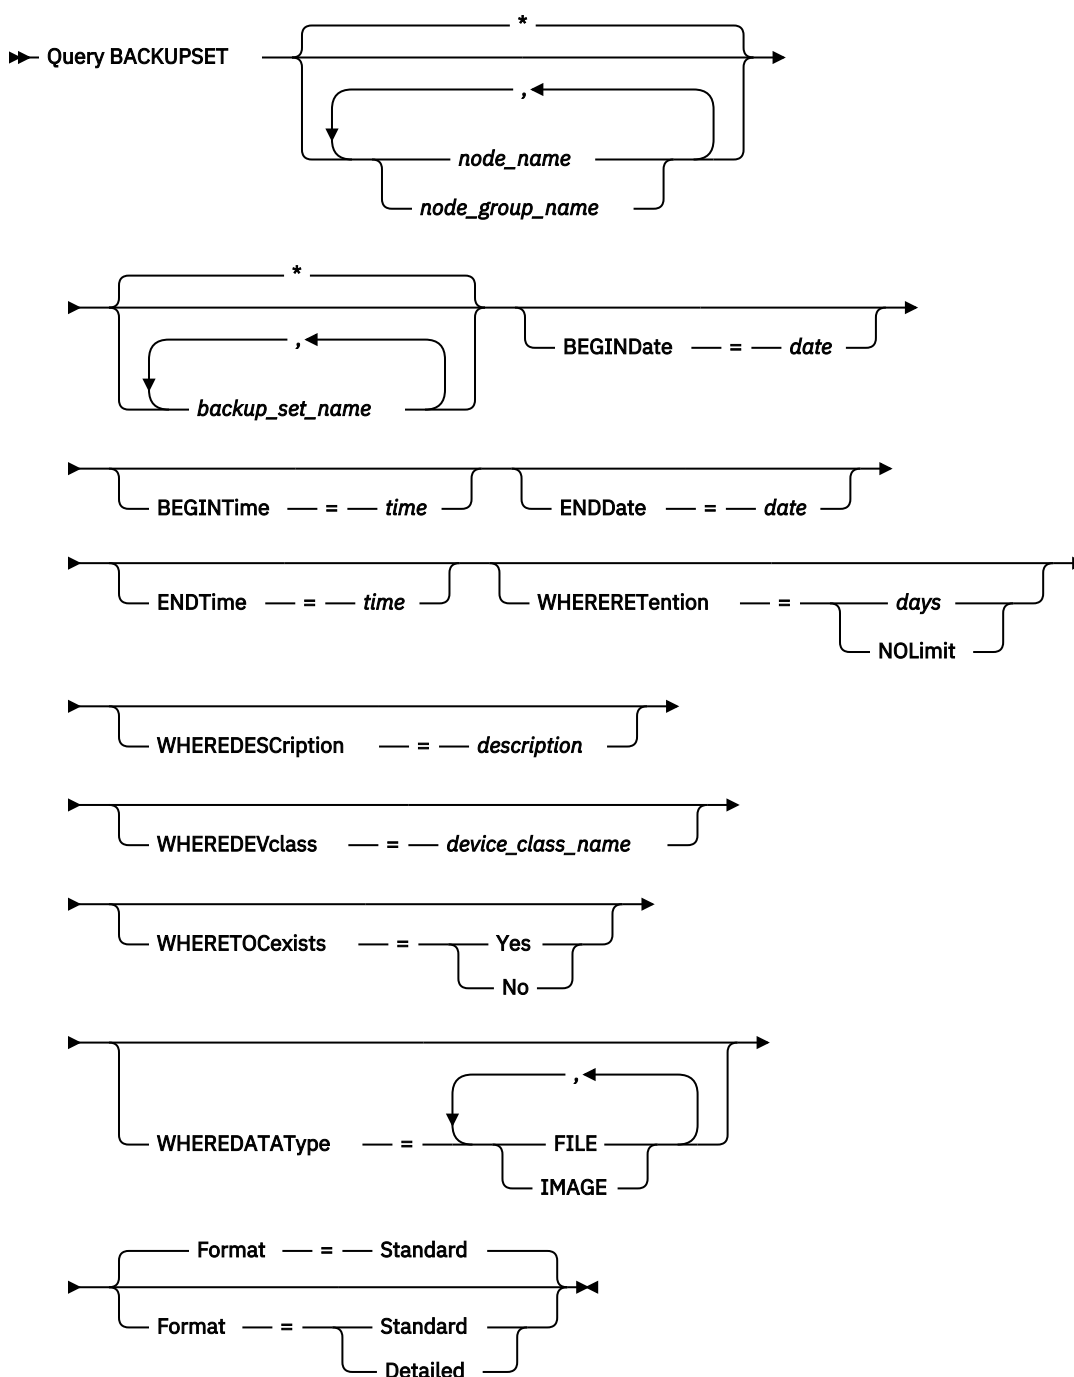 *
Query BACKUPSET
,
node_name
node_group_name
*
,
backup_set_name
BEGINDate = date
BEGINTime = time
ENDDate = date
ENDTime = time
WHERERETention = days
NOLimit
WHEREDESCription = description
WHEREDEVclass = device_class_name
WHERETOCexists = Yes
No
,
WHEREDATAType = FILE
IMAGE
Format = Standard
Format = Standard
Detailed